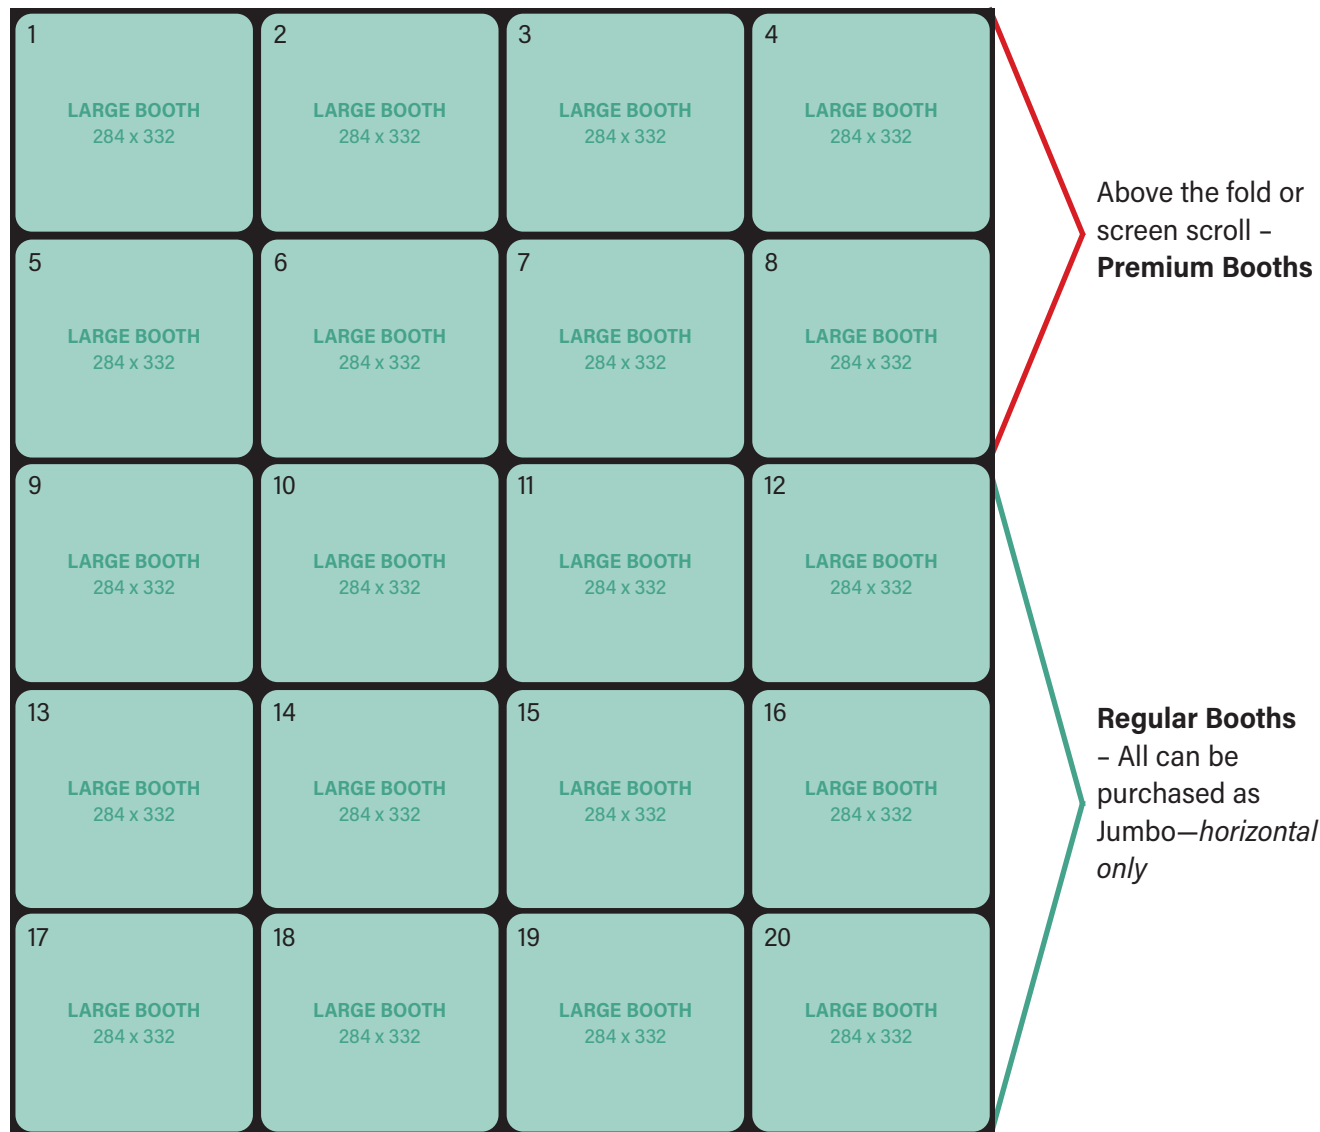 1
LARGE BOOTH
284 x 332
2
LARGE BOOTH
284 x 332
3
LARGE BOOTH
284 x 332
4
LARGE BOOTH
284 x 332
5
LARGE BOOTH
284 x 332
6
LARGE BOOTH
284 x 332
7
LARGE BOOTH
284 x 332
8
LARGE BOOTH
284 x 332
Above the fold or
screen scroll –
Premium Booths
9
LARGE BOOTH
284 x 332
10
LARGE BOOTH
284 x 332
11
LARGE BOOTH
284 x 332
12
LARGE BOOTH
284 x 332
13
LARGE BOOTH
284 x 332
14
LARGE BOOTH
284 x 332
15
LARGE BOOTH
284 x 332
16
LARGE BOOTH
284 x 332
17
LARGE BOOTH
284 x 332
18
LARGE BOOTH
284 x 332
19
LARGE BOOTH
284 x 332
20
LARGE BOOTH
284 x 332
Regular Booths
– All can be
purchased as
Jumbo—horizontal
only